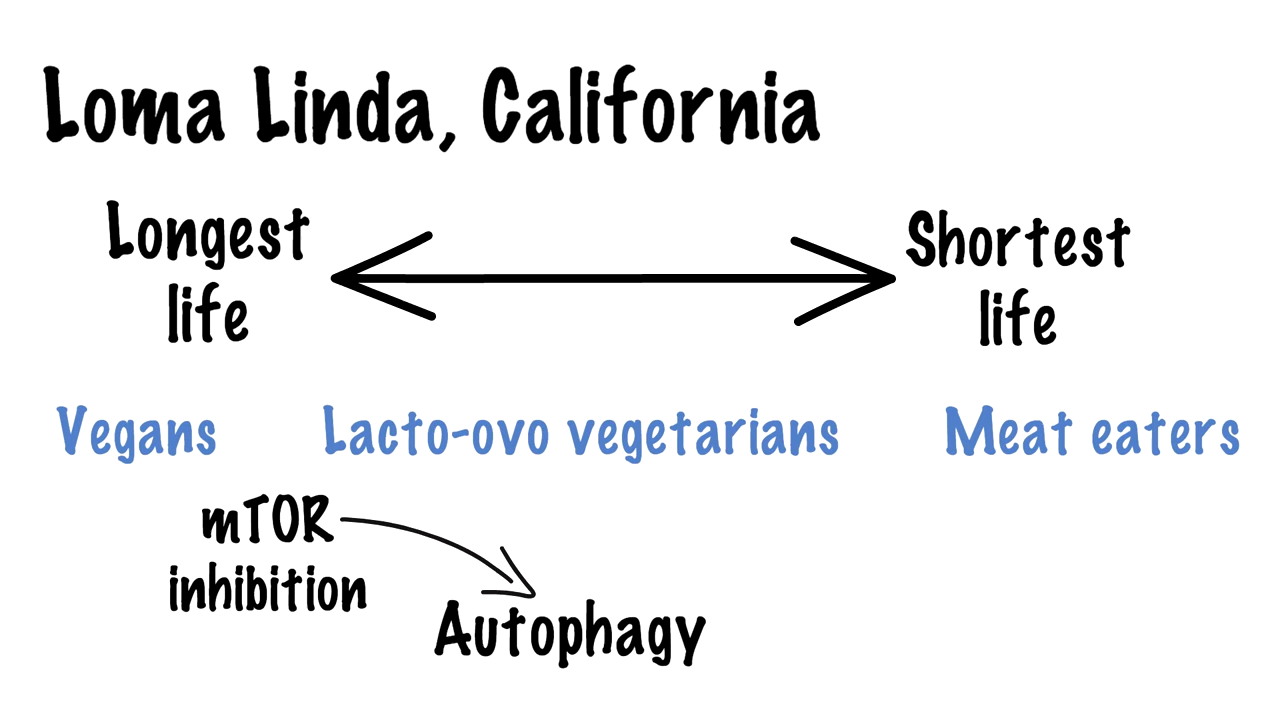 Loma Linda, California
Longest
life
Shortest
life
Vegans
Lacto-ovo vegetarians
Meat eaters
mTOR
inhibition
Autophagy